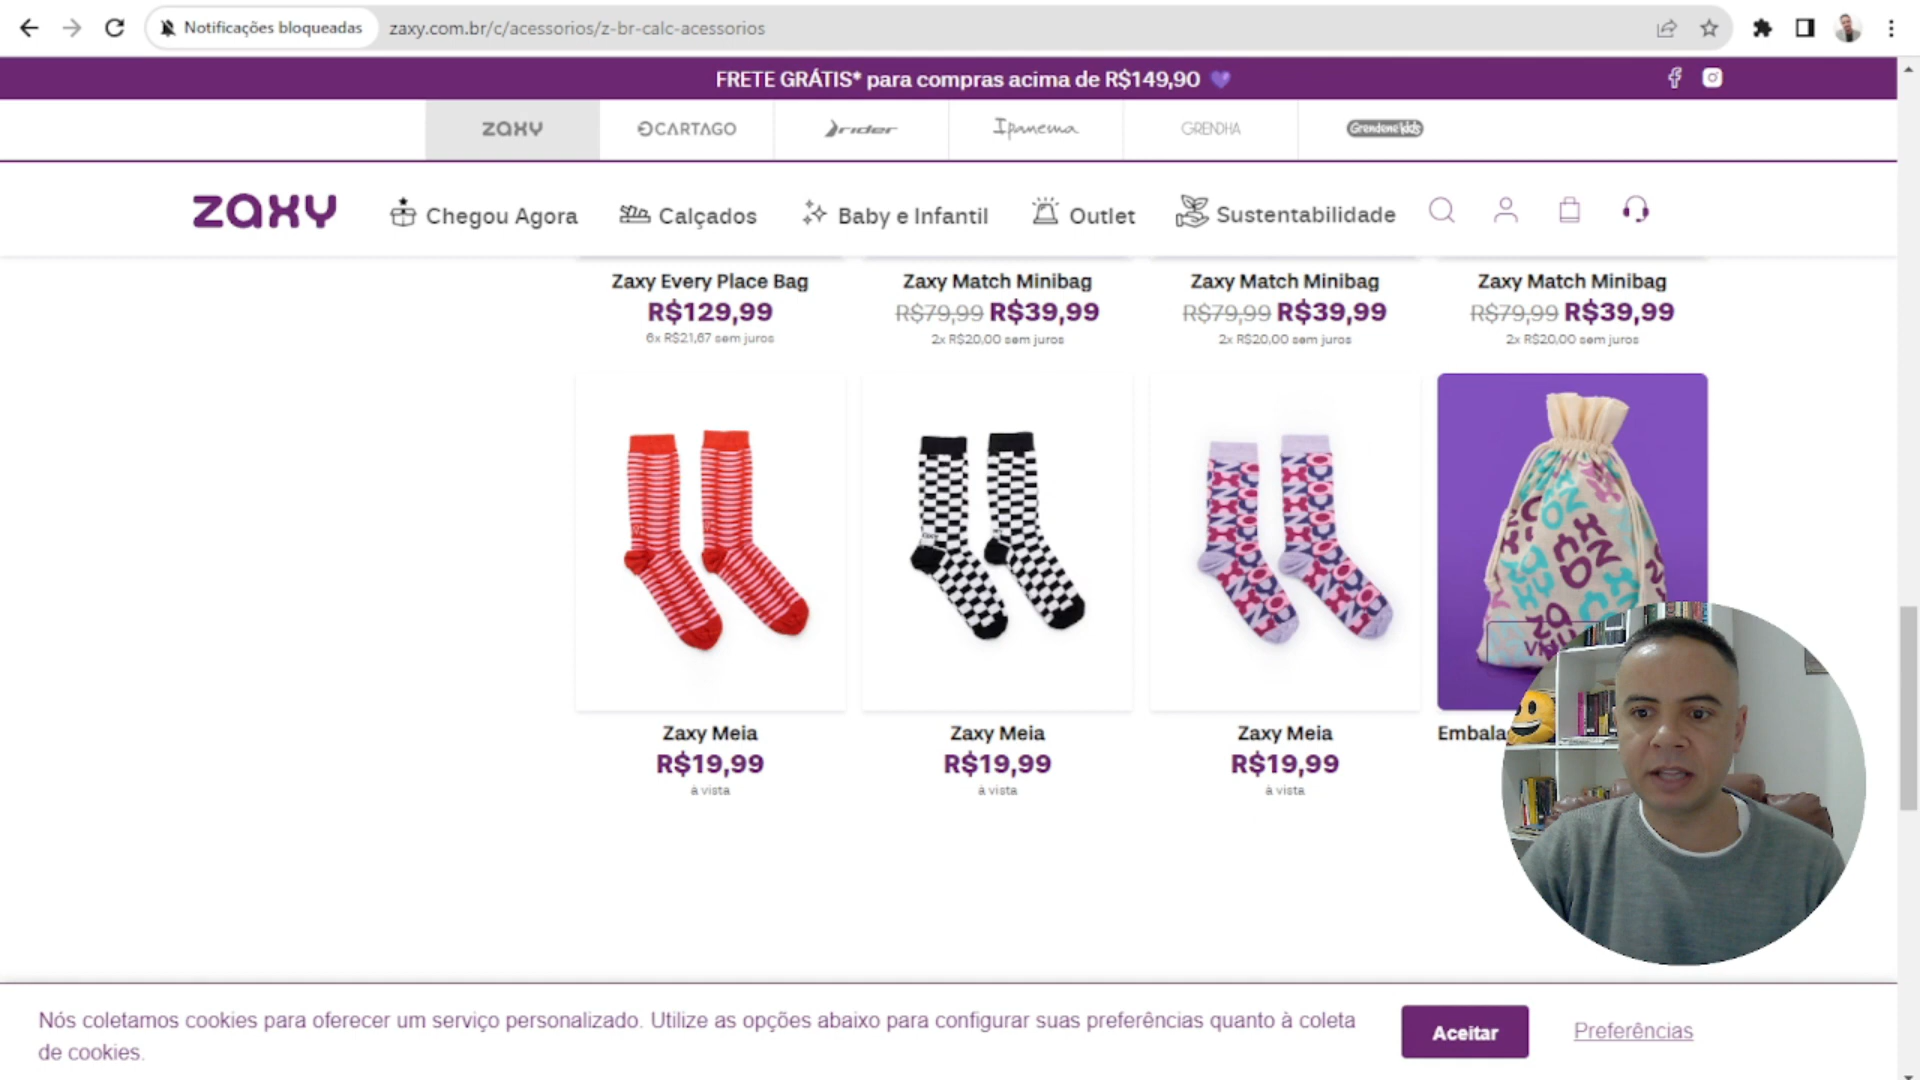 Notificações bloqueadas
zaxy.com.br/c/acessorios/z-br-calc-acessorios
FRETE GRÁTIS* para compras acima de R$149,90
zaxy
CARTAGO
rider
Ipanema
GRENDHA
Grendene kids
zaxy
Chegou Agora
Calçados
Baby e Infantil
Outlet
Sustentabilidade
Zaxy Every Place Bag
R$129,99
6x R$21,67 sem juros
Zaxy Match Minibag
R$79,99 R$39,99
2x R$20,00 sem juros
Zaxy Match Minibag
R$79,99 R$39,99
2x R$20,00 sem juros
Zaxy Match Minibag
R$79,99 R$39,99
2x R$20,00 sem juros
Zaxy Meia
R$19,99
à vista
Zaxy Meia
R$19,99
à vista
Zaxy Meia
R$19,99
à vista
Nós coletamos cookies para oferecer um serviço personalizado. Utilize as opções abaixo para configurar suas preferências quanto à coleta
de cookies.
Aceitar
Preferências